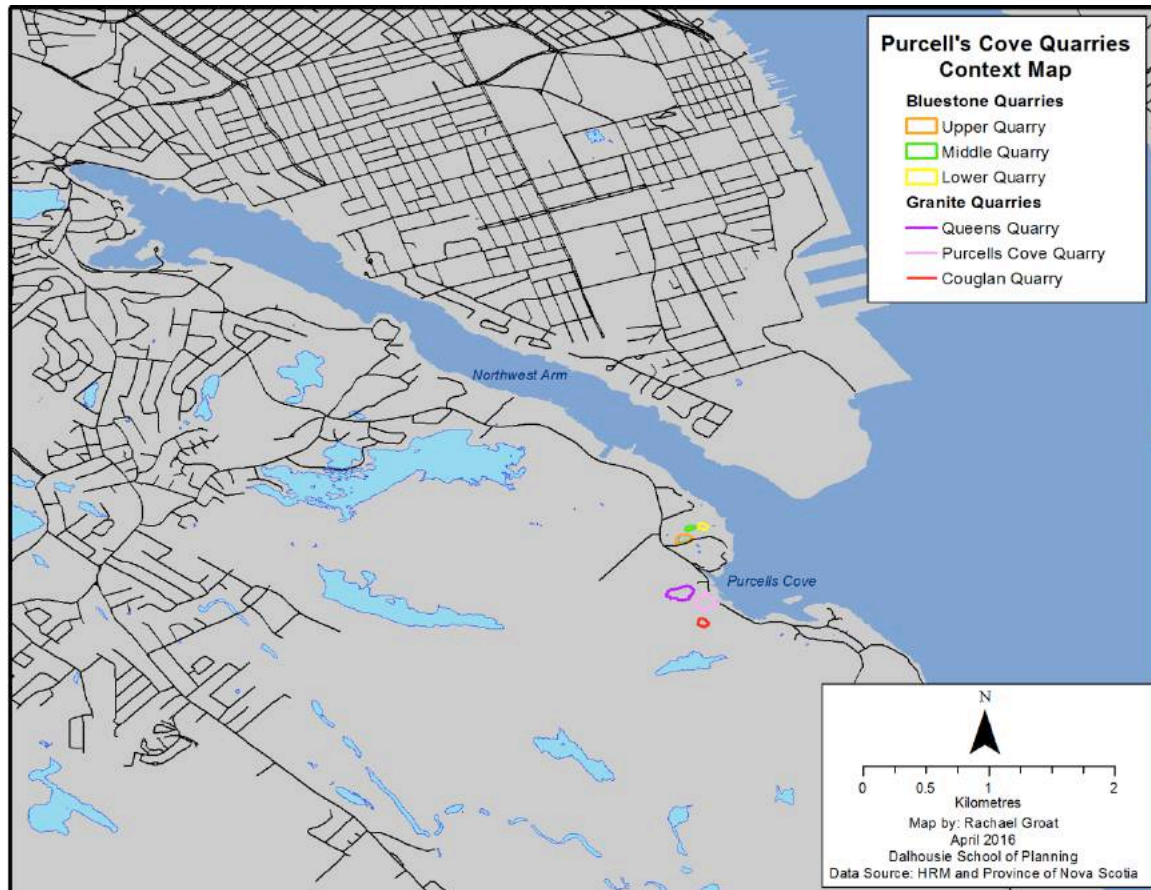 Purcell's Cove Quarries
Context Map
Bluestone Quarries
Upper Quarry
Middle Quarry
Lower Quarry
Granite Quarries
Queens Quarry
Purcells Cove Quarry
Couglan Quarry
Northwest Arm
Purcells Cove
N
0 0.5 1 2
Kilometres
Map by: Rachael Groat
April 2016
Dalhousie School of Planning
Data Source: HRM and Province of Nova Scotia